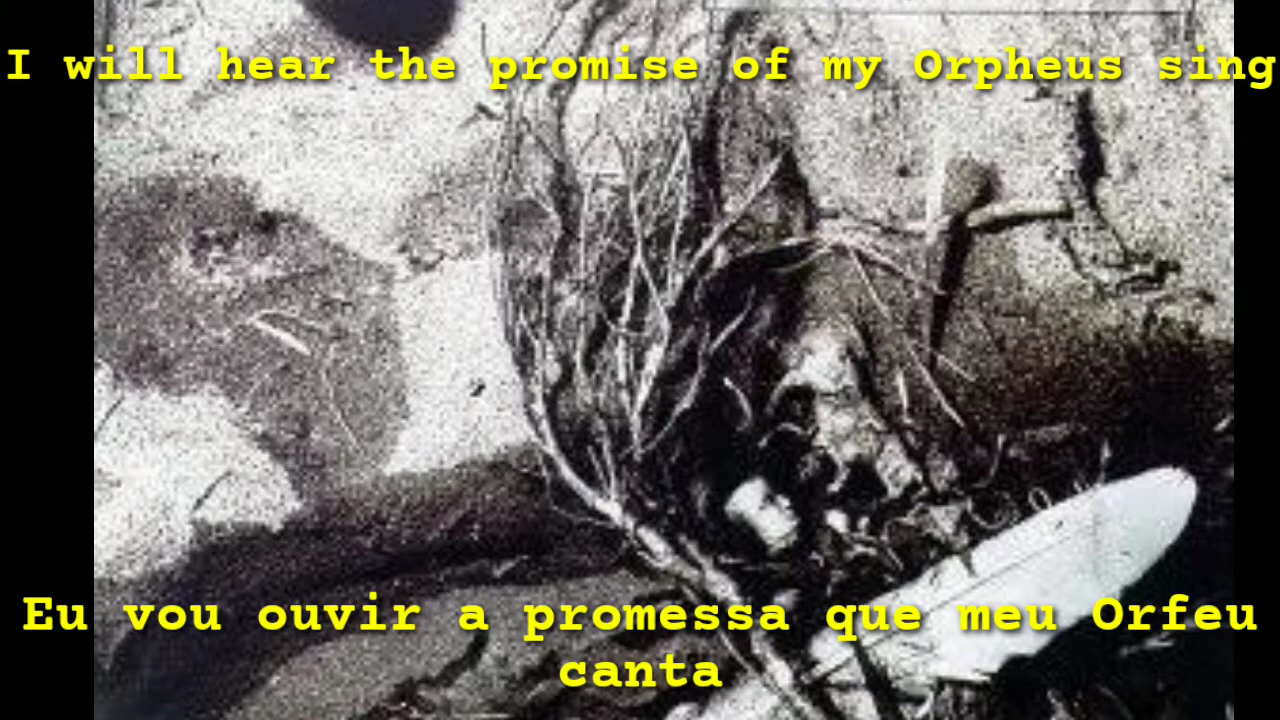 I will hear the promise of my Orpheus sing
Eu vou ouvir a promessa que meu Orfeu
canta